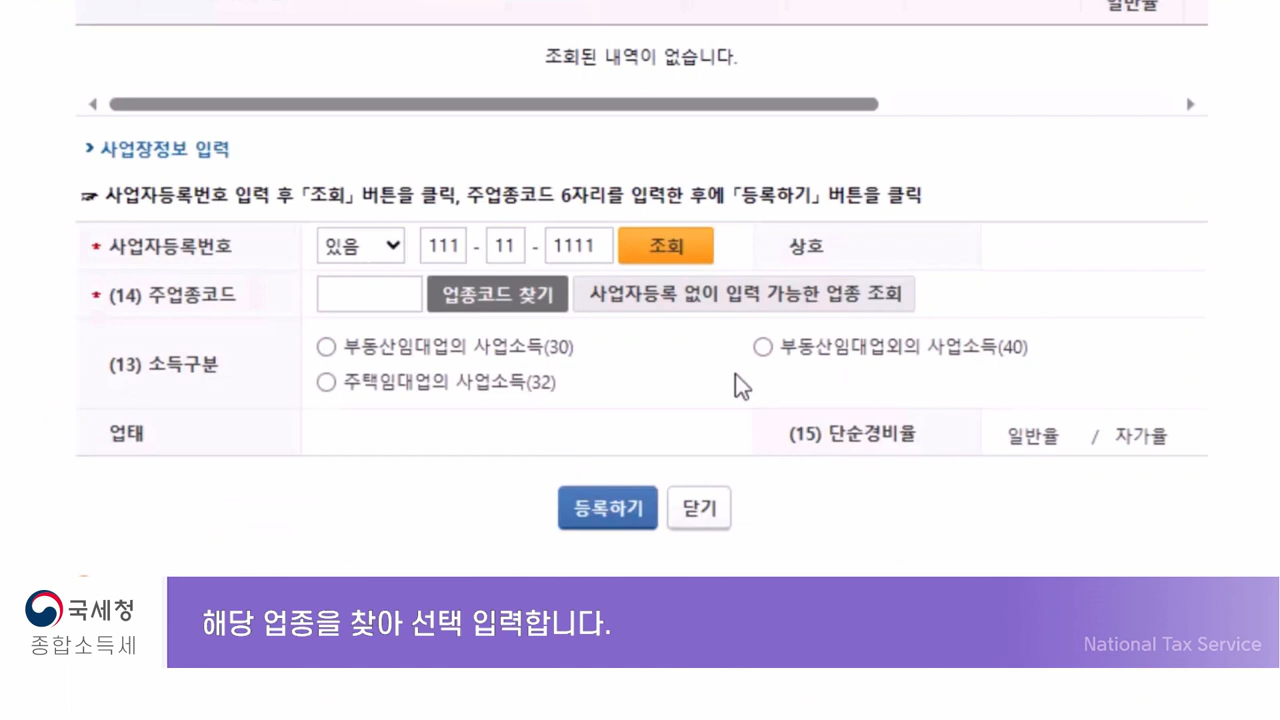 일반율
조회된 내역이 없습니다.
사업장정보 입력
☞ 사업자등록번호 입력 후 「조회」 버튼을 클릭, 주업종코드 6자리를 입력한 후에 「등록하기」 버튼을 클릭
* 사업자등록번호 있음 111 - 11 - 1111 조회 상호
* (14) 주업종코드 업종코드 찾기 사업자등록 없이 입력 가능한 업종 조회
(13) 소득구분 부동산임대업의 사업소득(30) 부동산임대업외의 사업소득(40)
주택임대업의 사업소득(32)
업태 (15) 단순경비율 일반율 / 자가율
등록하기 닫기
국세청 해당 업종을 찾아 선택 입력합니다.
종합소득세 National Tax Service